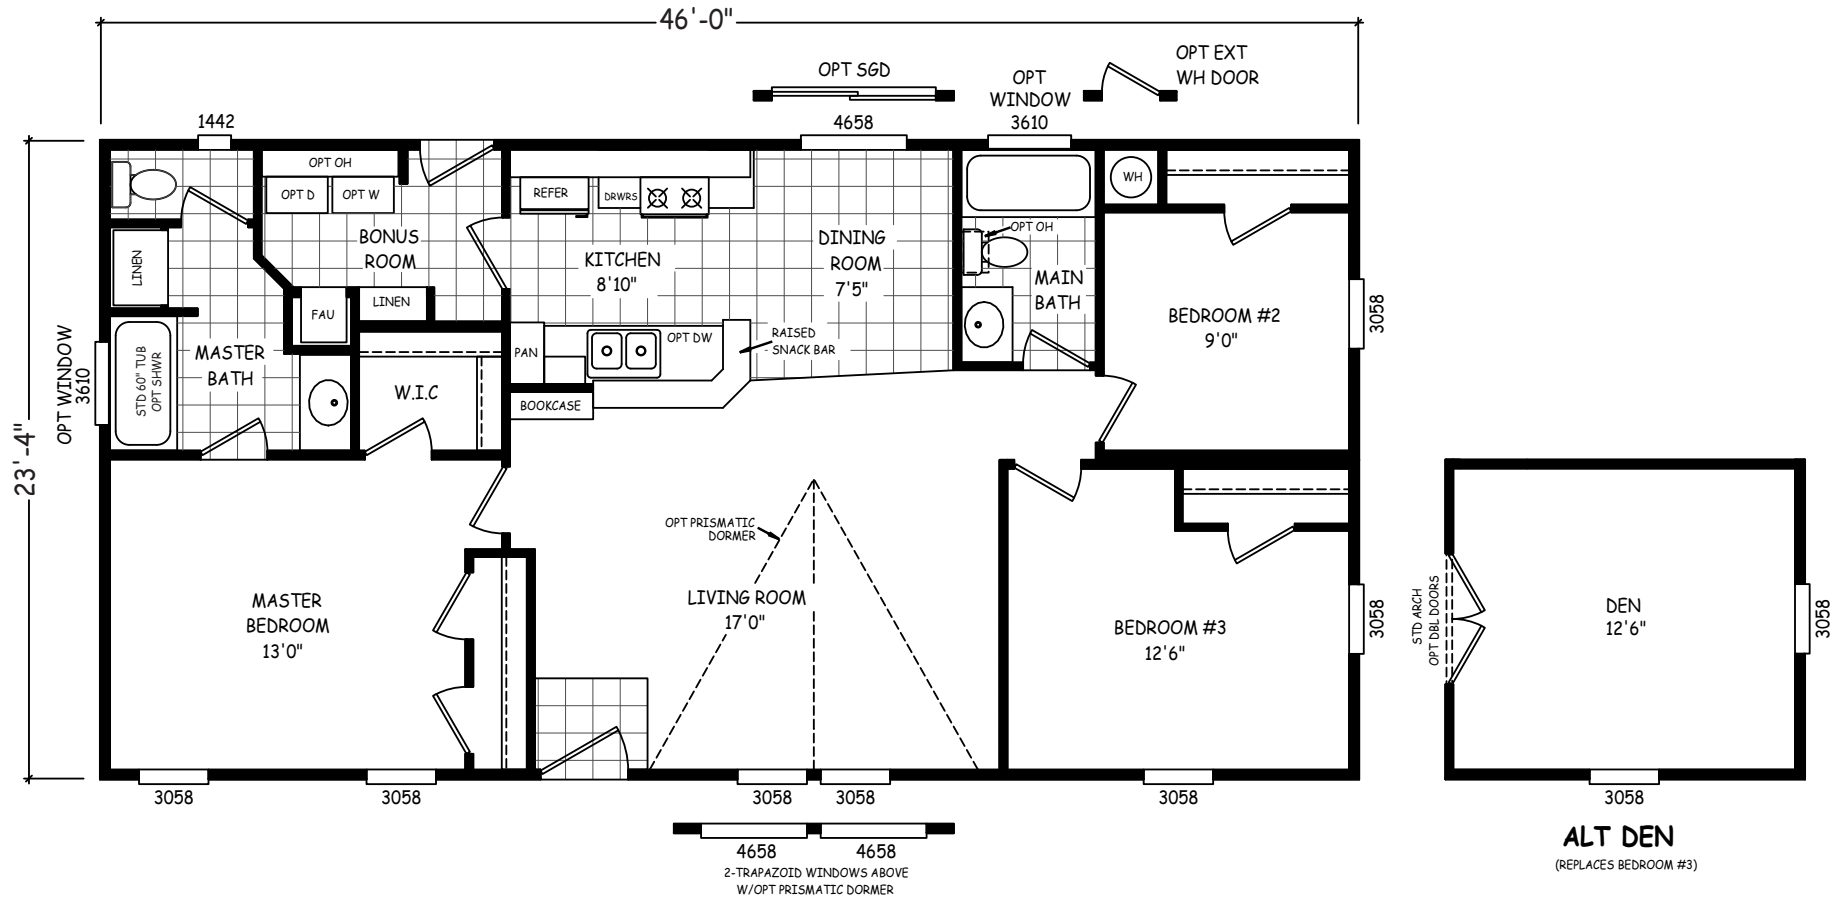 46'-0"
OPT SGD
OPT
WINDOW
3610
OPT EXT
WH DOOR
1442
4658
23'-4"
OPT OH
OPT D
OPT W
BONUS
ROOM
LINEN
LINEN
FAU
REFER
DRWRS
KITCHEN
8'10"
DINING
ROOM
7'5"
OPT OH
MAIN
BATH
WH
BEDROOM #2
9'0"
3058
OPT WINDOW
3610
STD 60" TUB
OPT SHWR
MASTER
BATH
W.I.C
PAN
OPT DW
RAISED
SNACK BAR
BOOKCASE
OPT PRISMATIC
DORMER
MASTER
BEDROOM
13'0"
LIVING ROOM
17'0"
BEDROOM #3
12'6"
3058
STD ARCH
OPT DBL DOORS
DEN
12'6"
3058
3058
3058
3058
3058
3058
3058
4658
4658
2-TRAPAZOID WINDOWS ABOVE
W/OPT PRISMATIC DORMER
ALT DEN
(REPLACES BEDROOM #3)